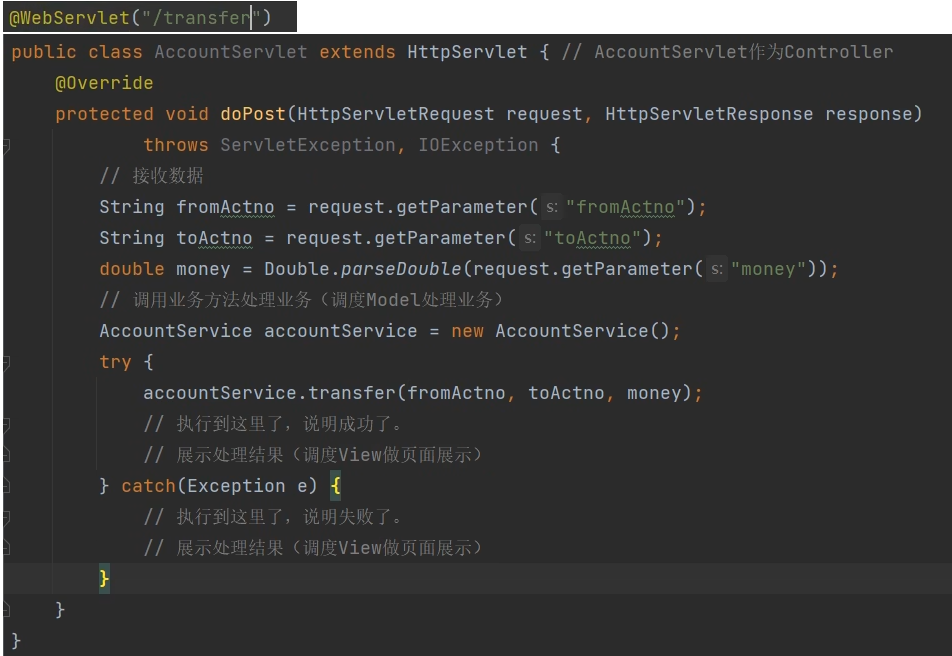 @WebServlet("/transfer")
public class AccountServlet extends HttpServlet { // AccountServlet作为Controller
@Override
protected void doPost(HttpServletRequest request, HttpServletResponse response)
throws ServletException, IOException {
// 接收数据
String fromActno = request.getParameter( s: "fromActno");
String toActno = request.getParameter( s: "toActno");
double money = Double.parseDouble(request.getParameter( s: "money"));
// 调用业务方法处理业务（调度Model处理业务）
AccountService accountService = new AccountService();
try {
accountService.transfer(fromActno, toActno, money);
// 执行到这里了，说明成功了。
// 展示处理结果（调度View做页面展示）
} catch(Exception e) {
// 执行到这里了，说明失败了。
// 展示处理结果（调度View做页面展示）
}
}
}